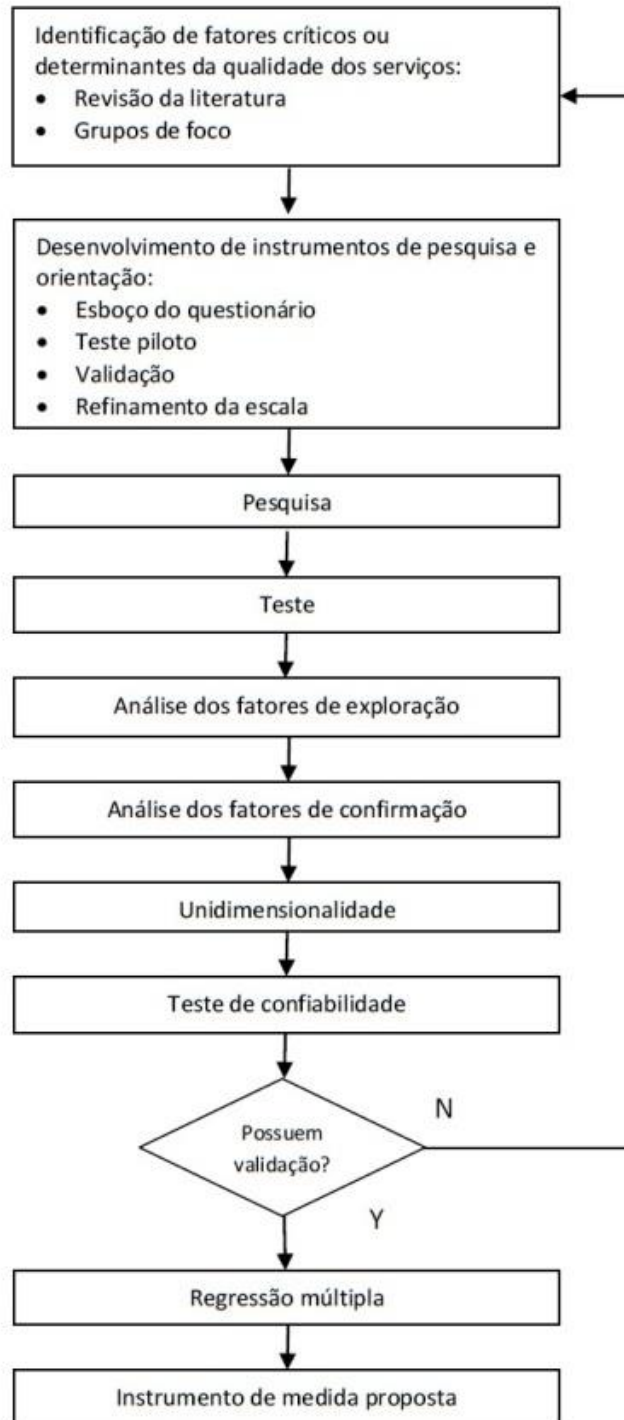 Identificação de fatores críticos ou
determinantes da qualidade dos serviços:
• Revisão da literatura
• Grupos de foco
Desenvolvimento de instrumentos de pesquisa e
orientação:
• Esboço do questionário
• Teste piloto
• Validação
• Refinamento da escala
Pesquisa
Teste
Análise dos fatores de exploração
Análise dos fatores de confirmação
Unidimensionalidade
Teste de confiabilidade
Possuem
validação?
N
Y
Regressão múltipla
Instrumento de medida proposta